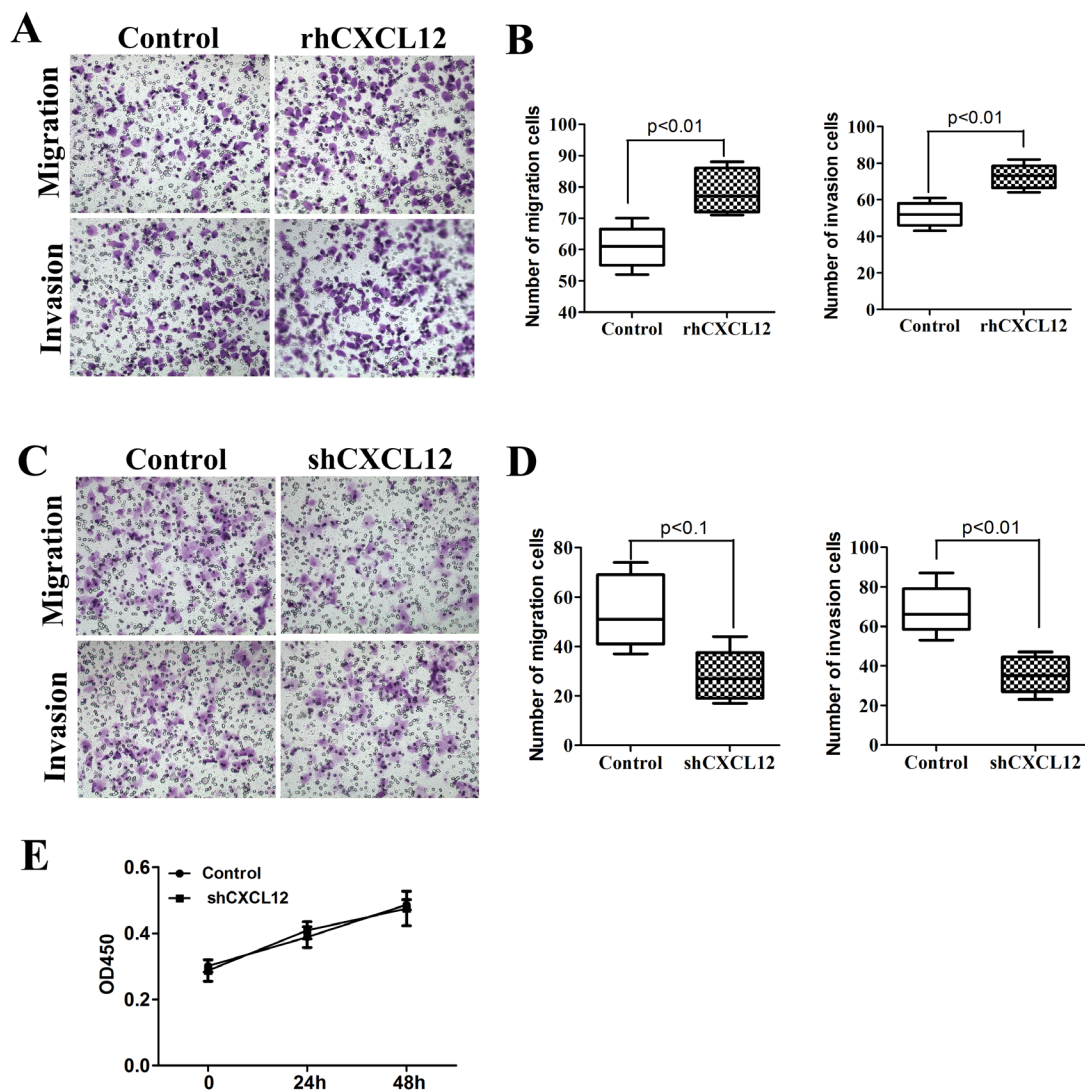 A
Control rhCXCL12
Migration
Invasion
B
Number of migration cells
100
90
80
70
60
50
40
p<0.01
Control rhCXCL12
Number of invasion cells
100
80
60
40
20
0
p<0.01
Control rhCXCL12
C
Control shCXCL12
Migration
Invasion
D
Number of migration cells
80
60
40
20
0
p<0.1
Control shCXCL12
Number of invasion cells
100
80
60
40
20
0
p<0.01
Control shCXCL12
E
OD450
0.6
0.4
0.2
0.0
Control
shCXCL12
0 24h 48h